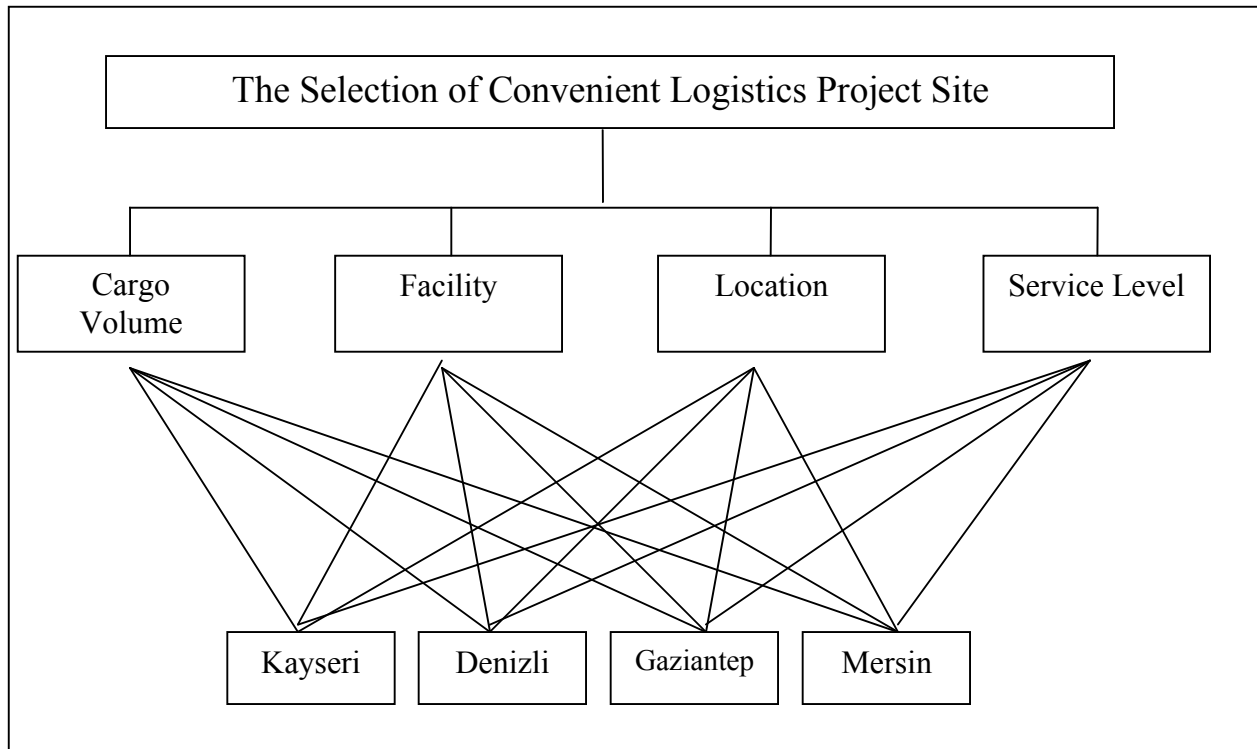 The Selection of Convenient Logistics Project Site
Cargo
Volume
Facility
Location
Service Level
Kayseri
Denizli
Gaziantep
Mersin